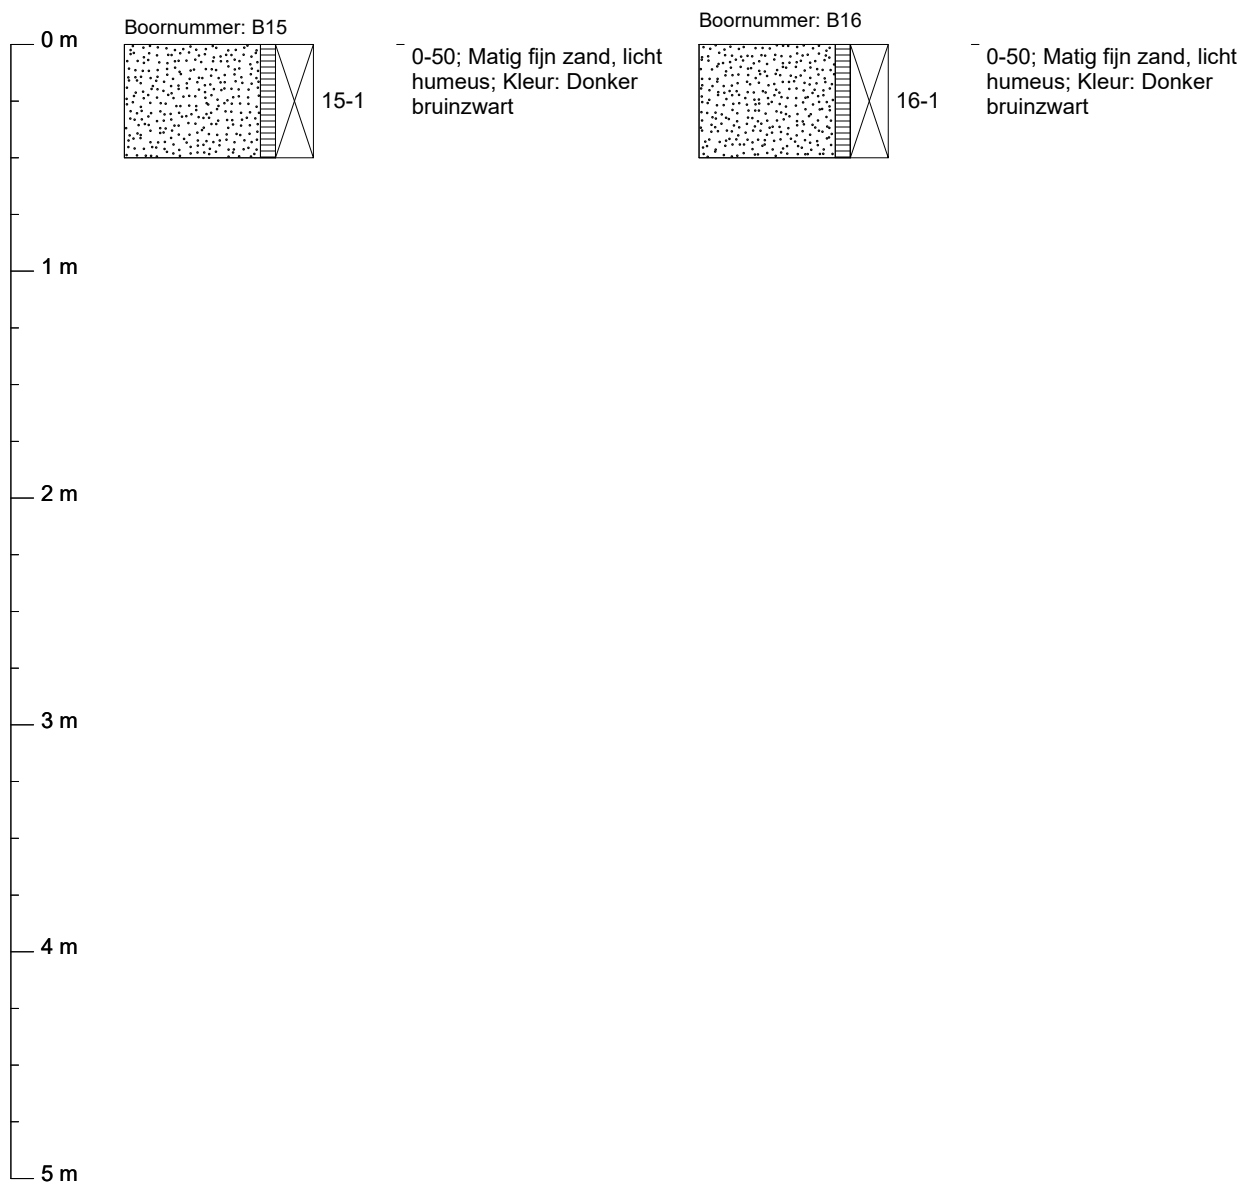 0 m
Boornummer: B15
15-1
0-50; Matig fijn zand, licht
humeus; Kleur: Donker
bruinzwart
Boornummer: B16
16-1
0-50; Matig fijn zand, licht
humeus; Kleur: Donker
bruinzwart
1 m
2 m
3 m
4 m
5 m